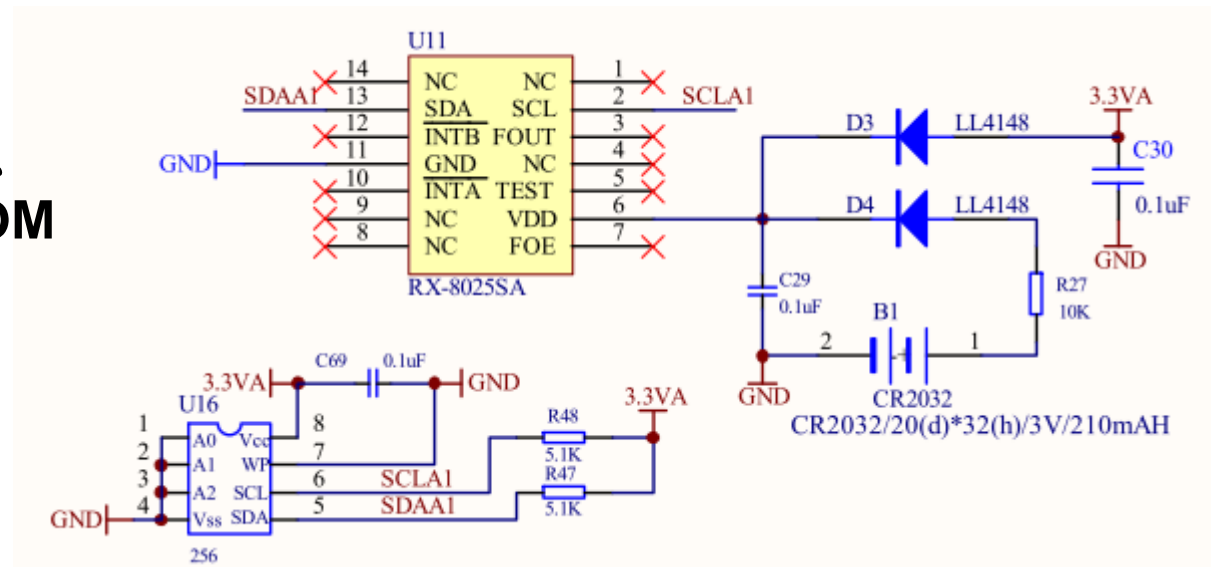 OM
U11
14 NC NC 1
SDAA1 13 SDA SCL 2 SCLA1
12 INTB FOUT 3
GND 11 GND NC 4
10 INTA TEST 5
9 NC VDD 6
8 NC FOE 7
RX-8025SA
D3 LL4148
3.3VA
C30
0.1uF
GND
D4 LL4148
R27
10K
C29
0.1uF
B1
2 1
GND
CR2032
CR2032/20(d)*32(h)/3V/210mAH
C69 0.1uF
3.3VA GND
U16
1 A0 Vcc 8
2 A1 WP 7
3 A2 SCL 6 SCLA1
GND 4 Vss SDA 5 SDAA1
256
R48
5.1K
R47
5.1K
3.3VA